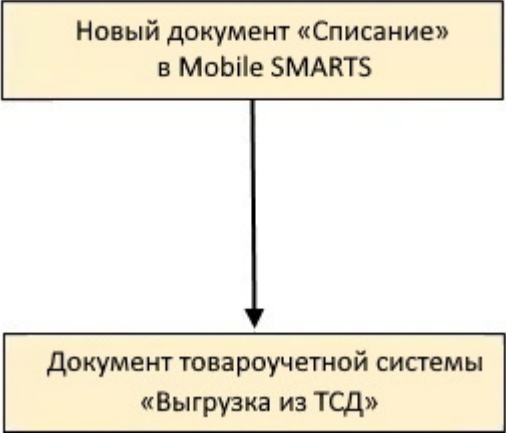 Новый документ «Списание»
в Mobile SMARTS
Документ товароучетной системы
«Выгрузка из ТСД»